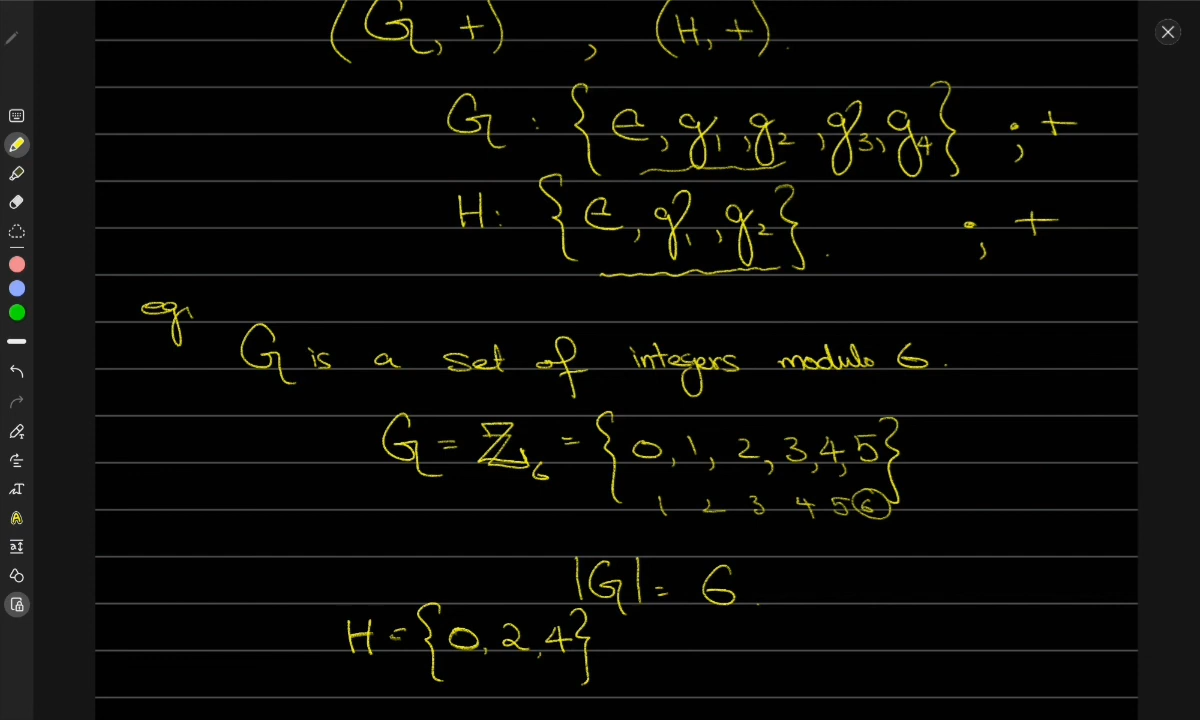 (G, +) , (H, +).
G : {e, g₁, g₂, g₃, g₄} ; +
H: {e, g₁, g₂}. ; +
eg.
G is a set of integers modulo 6.
G = ℤ₆ = {0, 1, 2, 3, 4, 5}
1 2 3 4 5 6
|G| = 6.
H = {0, 2, 4}